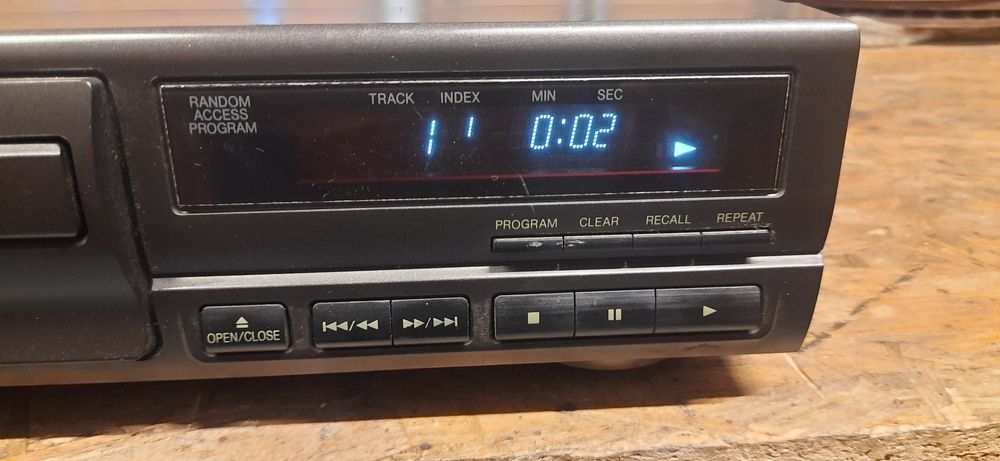 RANDOM
ACCESS
PROGRAM
TRACK INDEX MIN SEC
1 1 0:02
PROGRAM CLEAR RECALL REPEAT
OPEN/CLOSE